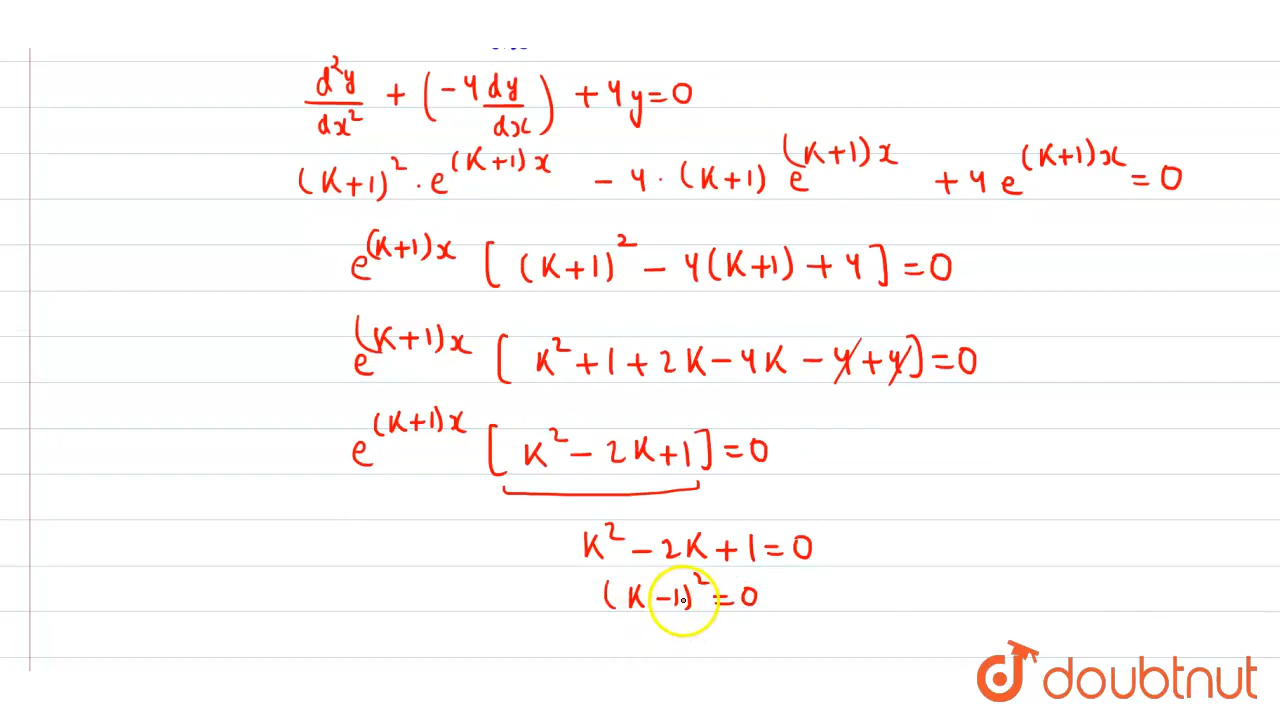 d²y/dx² + (-4 dy/dx) + 4y = 0
(K+1)² · e^(K+1)x - 4 · (K+1) e^(K+1)x + 4 e^(K+1)x = 0
e^(K+1)x [ (K+1)² - 4(K+1) + 4 ] = 0
e^(K+1)x [ K² + 1 + 2K - 4K - 4 + 4 ] = 0
e^(K+1)x [ K² - 2K + 1 ] = 0
K² - 2K + 1 = 0
(K - 1)² = 0
doubtnut